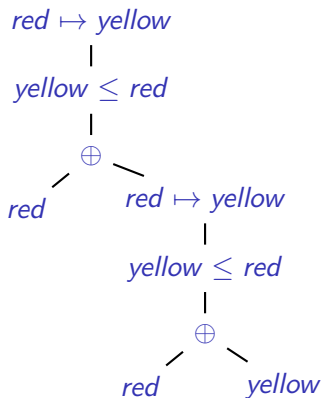 red ↦ yellow
yellow ≤ red
⊕
red
red ↦ yellow
yellow ≤ red
⊕
red yellow